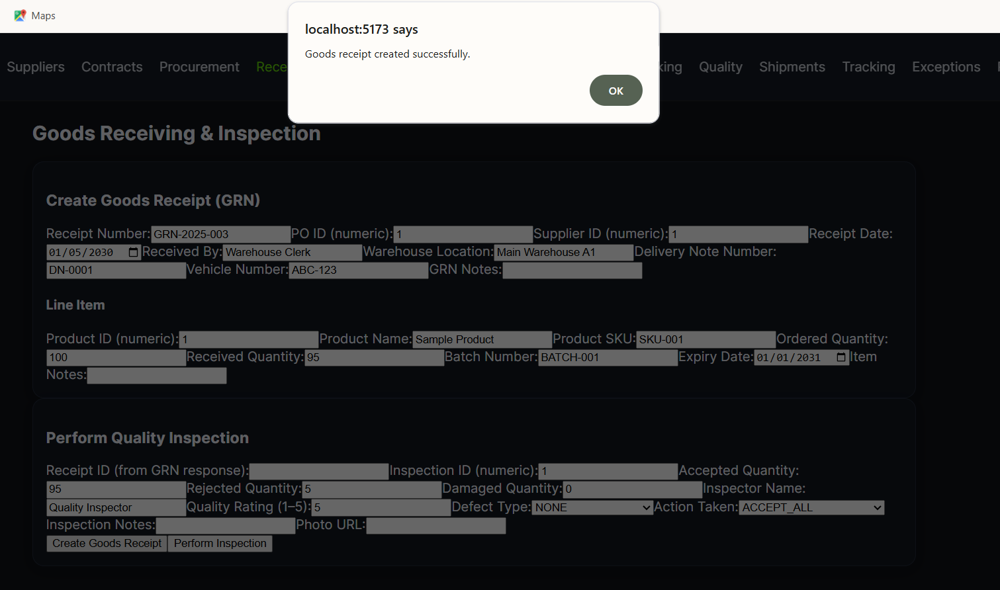 Maps
localhost:5173 says
Goods receipt created successfully.
OK
Suppliers Contracts Procurement Rece king Quality Shipments Tracking Exceptions
Goods Receiving & Inspection
Create Goods Receipt (GRN)
Receipt Number: GRN-2025-003 PO ID (numeric): 1 Supplier ID (numeric): 1 Receipt Date:
01/05/2030 Received By: Warehouse Clerk Warehouse Location: Main Warehouse A1 Delivery Note Number:
DN-0001 Vehicle Number: ABC-123 GRN Notes:
Line Item
Product ID (numeric): 1 Product Name: Sample Product Product SKU: SKU-001 Ordered Quantity:
100 Received Quantity: 95 Batch Number: BATCH-001 Expiry Date: 01/01/2031 Item
Notes:
Perform Quality Inspection
Receipt ID (from GRN response): Inspection ID (numeric): 1 Accepted Quantity:
95 Rejected Quantity: 5 Damaged Quantity: 0 Inspector Name:
Quality Inspector Quality Rating (1–5): 5 Defect Type: NONE Action Taken: ACCEPT_ALL
Inspection Notes: Photo URL:
Create Goods Receipt Perform Inspection